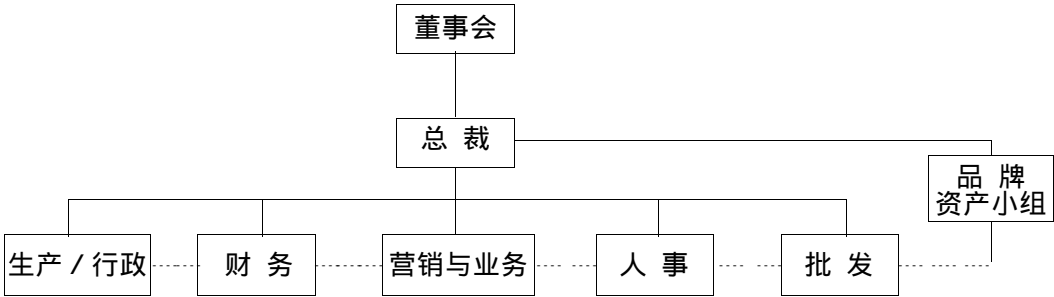 董事会
总 裁
品 牌
资产小组
生产 / 行政
财 务
营销与业务
人 事
批 发